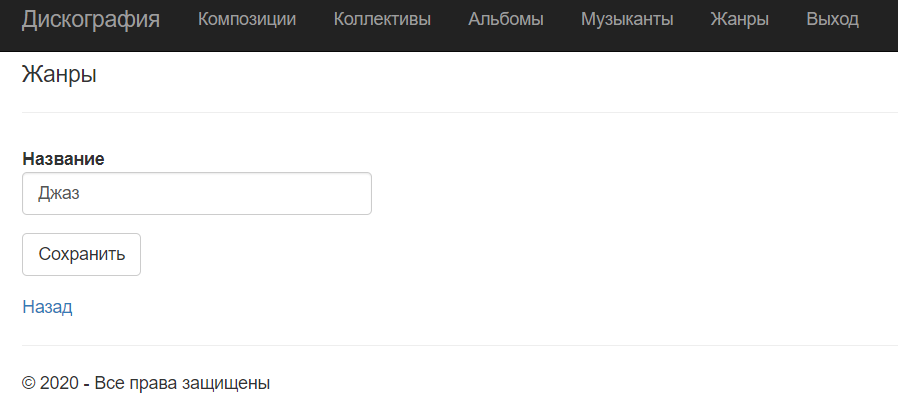 Дискография Композиции Коллективы Альбомы Музыканты Жанры Выход
Жанры
Название
Джаз
Сохранить
Назад
© 2020 - Все права защищены